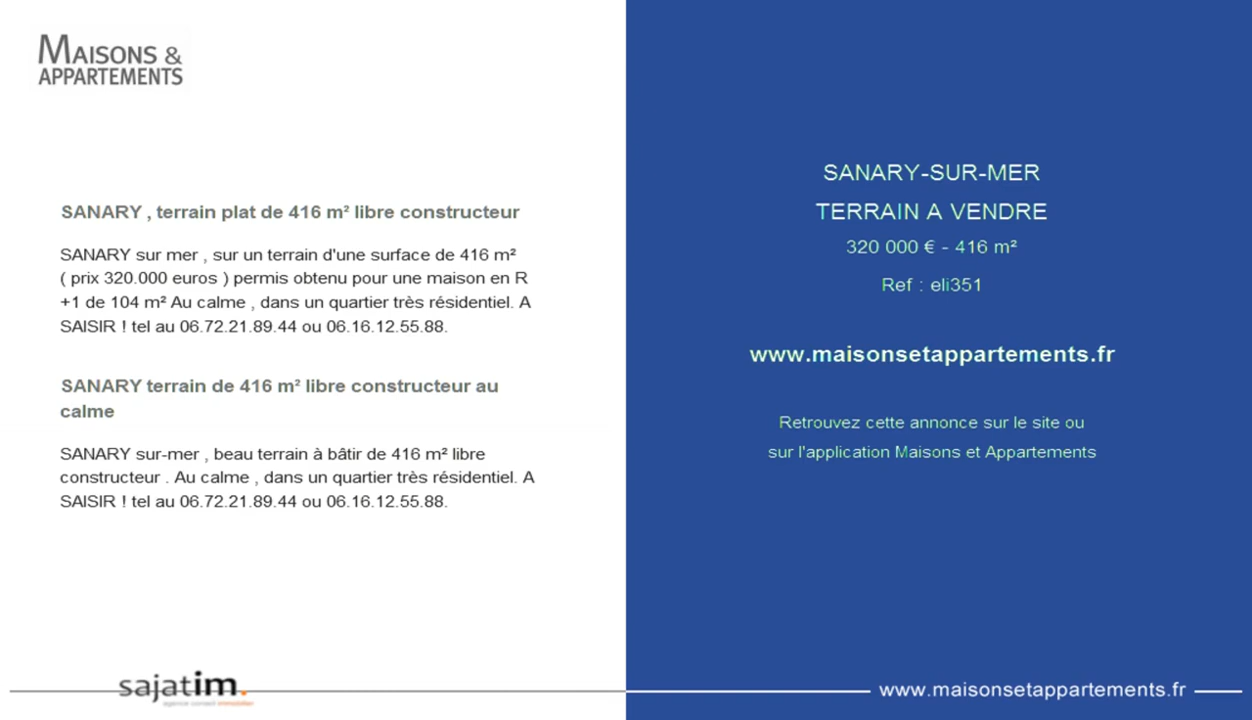 MAISONS &
APPARTEMENTS
SANARY , terrain plat de 416 m² libre constructeur
SANARY sur mer , sur un terrain d'une surface de 416 m²
( prix 320.000 euros ) permis obtenu pour une maison en R
+1 de 104 m² Au calme , dans un quartier très résidentiel. A
SAISIR ! tel au 06.72.21.89.44 ou 06.16.12.55.88.
SANARY terrain de 416 m² libre constructeur au
calme
SANARY sur-mer , beau terrain à bâtir de 416 m² libre
constructeur . Au calme , dans un quartier très résidentiel. A
SAISIR ! tel au 06.72.21.89.44 ou 06.16.12.55.88.
sajatim.
agence conseil immobilier
SANARY-SUR-MER
TERRAIN A VENDRE
320 000 € - 416 m²
Ref : eli351
www.maisonsetappartements.fr
Retrouvez cette annonce sur le site ou
sur l'application Maisons et Appartements
www.maisonsetappartements.fr